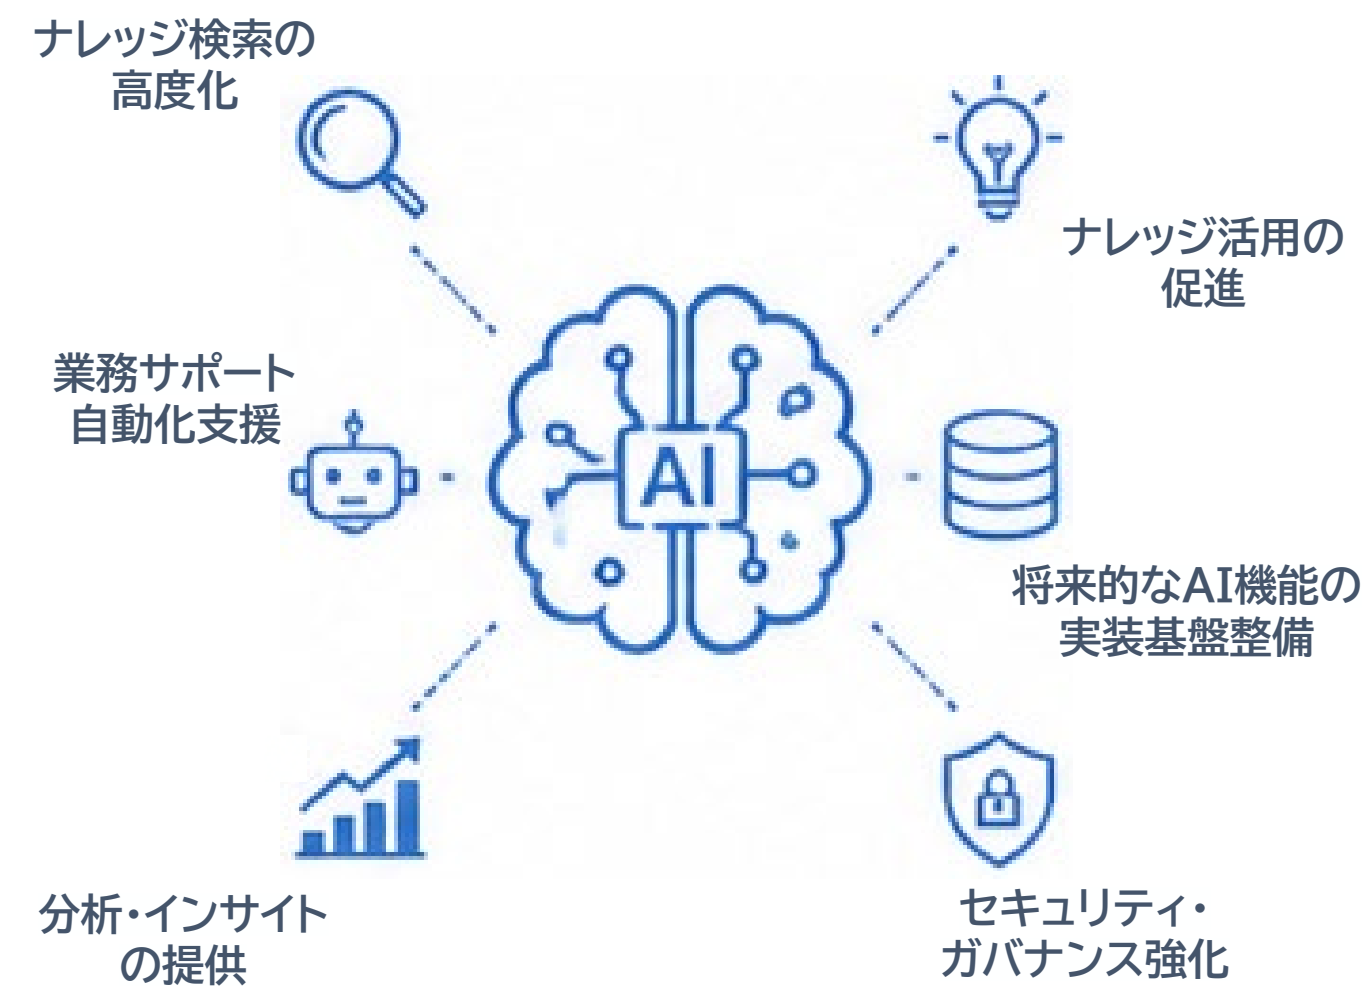 ナレッジ検索の
高度化
ナレッジ活用の
促進
業務サポート
自動化支援
AI
将来的なAI機能の
実装基盤整備
分析・インサイト
の提供
セキュリティ・
ガバナンス強化